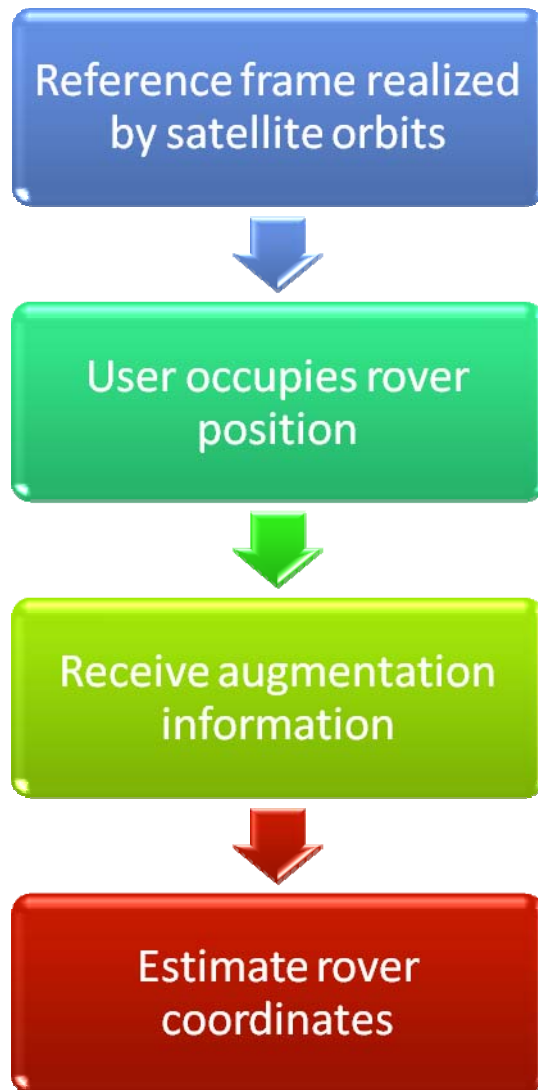 Reference frame realized
by satellite orbits
User occupies rover
position
Receive augmentation
information
Estimate rover
coordinates